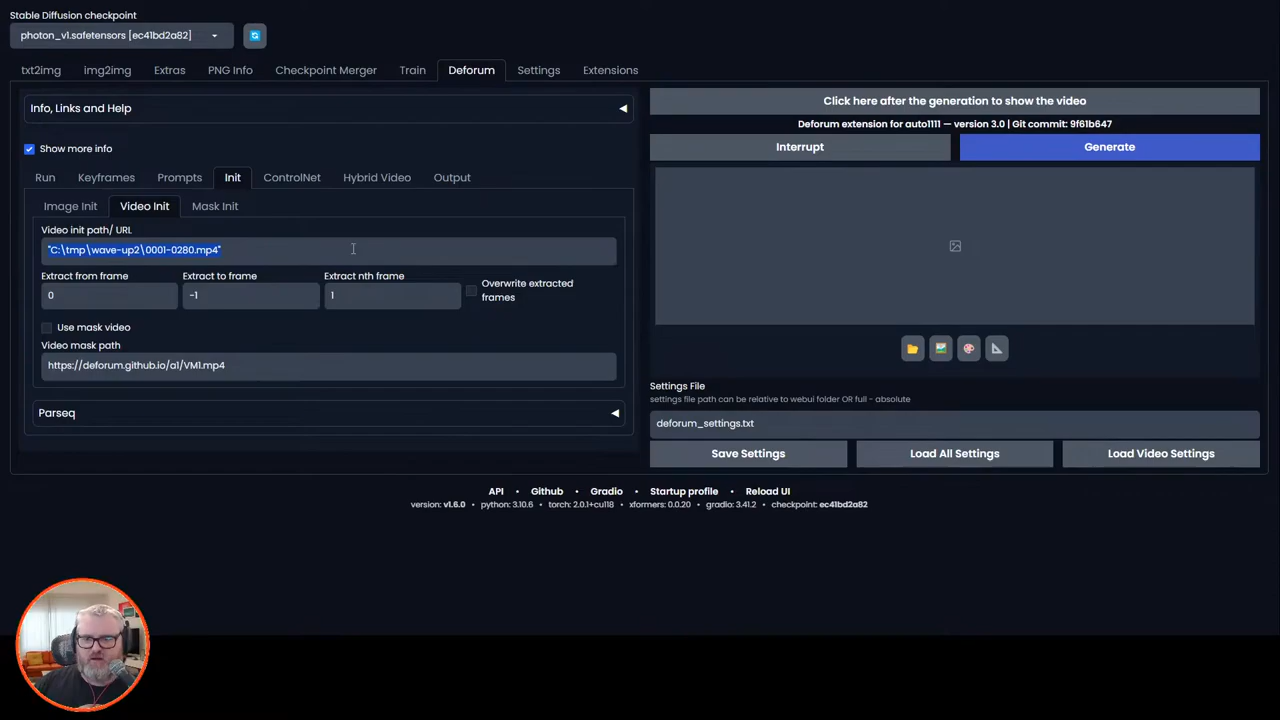 Stable Diffusion checkpoint
photon_v1.safetensors [ec41bd2a82]
txt2img img2img Extras PNG Info Checkpoint Merger Train Deforum Settings Extensions
Info, Links and Help
Show more info
Run Keyframes Prompts Init ControlNet Hybrid Video Output
Image Init Video Init Mask Init
Video init path/ URL
"C:\tmp\wave-up2\0001-0280.mp4"
Extract from frame
0
Extract to frame
-1
Extract nth frame
1
Overwrite extracted
frames
Use mask video
Video mask path
https://deforum.github.io/a1/VM1.mp4
Parseq
Click here after the generation to show the video
Deforum extension for auto1111 — version 3.0 | Git commit: 9f61b647
Interrupt
Generate
Settings File
settings file path can be relative to webui folder OR full - absolute
deforum_settings.txt
Save Settings
Load All Settings
Load Video Settings
API • Github • Gradio • Startup profile • Reload UI
version: v1.6.0 • python: 3.10.6 • torch: 2.0.1+cu118 • xformers: 0.0.20 • gradio: 3.41.2 • checkpoint: ec41bd2a82